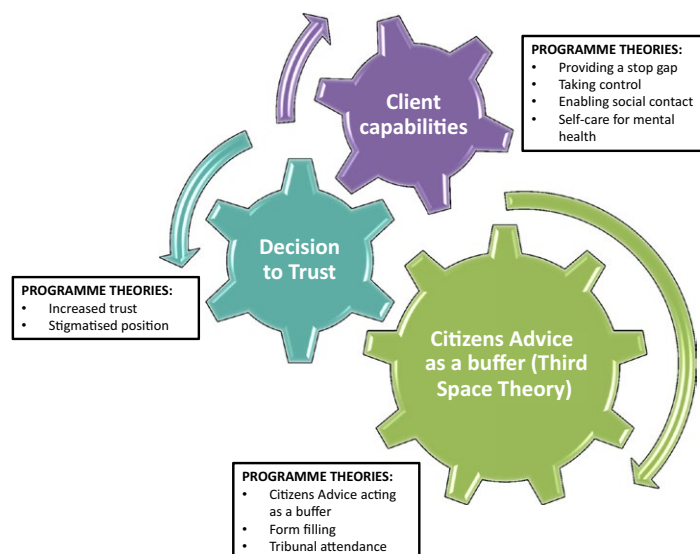 PROGRAMME THEORIES:
• Providing a stop gap
• Taking control
• Enabling social contact
• Self-care for mental
health
Client
capabilities
Decision
to Trust
PROGRAMME THEORIES:
• Increased trust
• Stigmatised position
Citizens Advice
as a buffer (Third
Space Theory)
PROGRAMME THEORIES:
• Citizens Advice acting
as a buffer
• Form filling
• Tribunal attendance